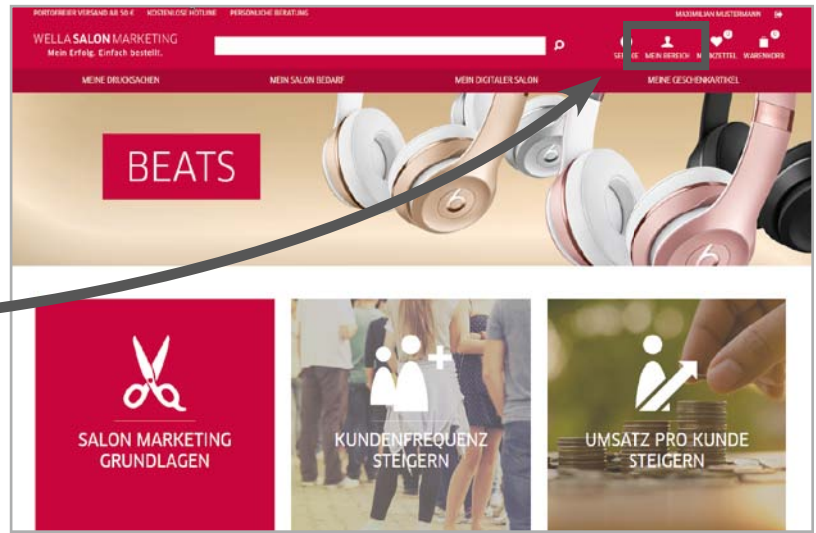 PORTOFREIER VERSAND AB 50 € KOSTENLOSE HOTLINE PERSÖNLICHE BERATUNG MAXIMILIAN MUSTERMANN
WELLA SALON MARKETING
Mein Erfolg. Einfach bestellt.
MEIN BEREICH WARENKORB
0 0
MEINE DRUCKSACHEN MEIN SALON BEDARF MEIN DIGITALER SALON MEINE GESCHENKARTIKEL
BEATS
SALON MARKETING
GRUNDLAGEN
KUNDENFREQUENZ
STEIGERN
UMSATZ PRO KUNDE
STEIGERN